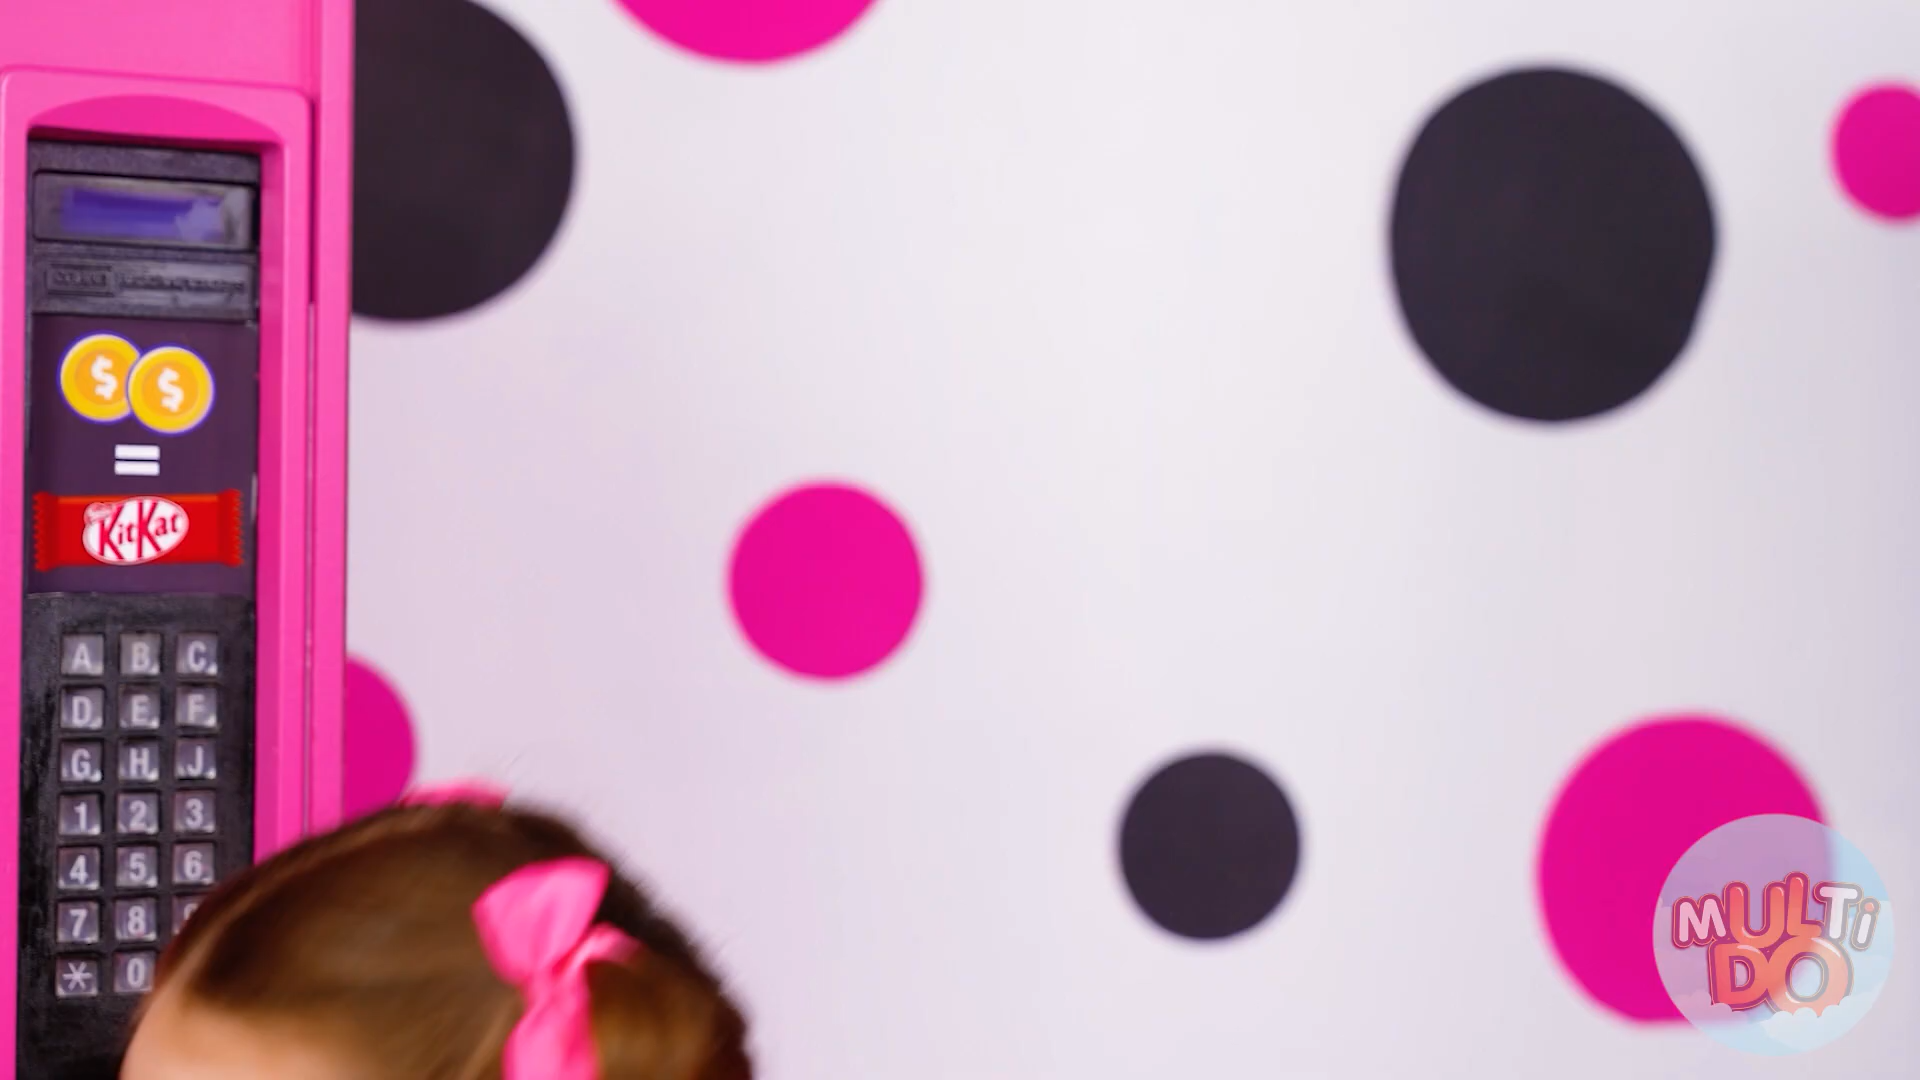 $ $
=
KitKat
A B C
D E F
G H J
1 2 3
4 5 6
7 8
* 0
MULTI
DO